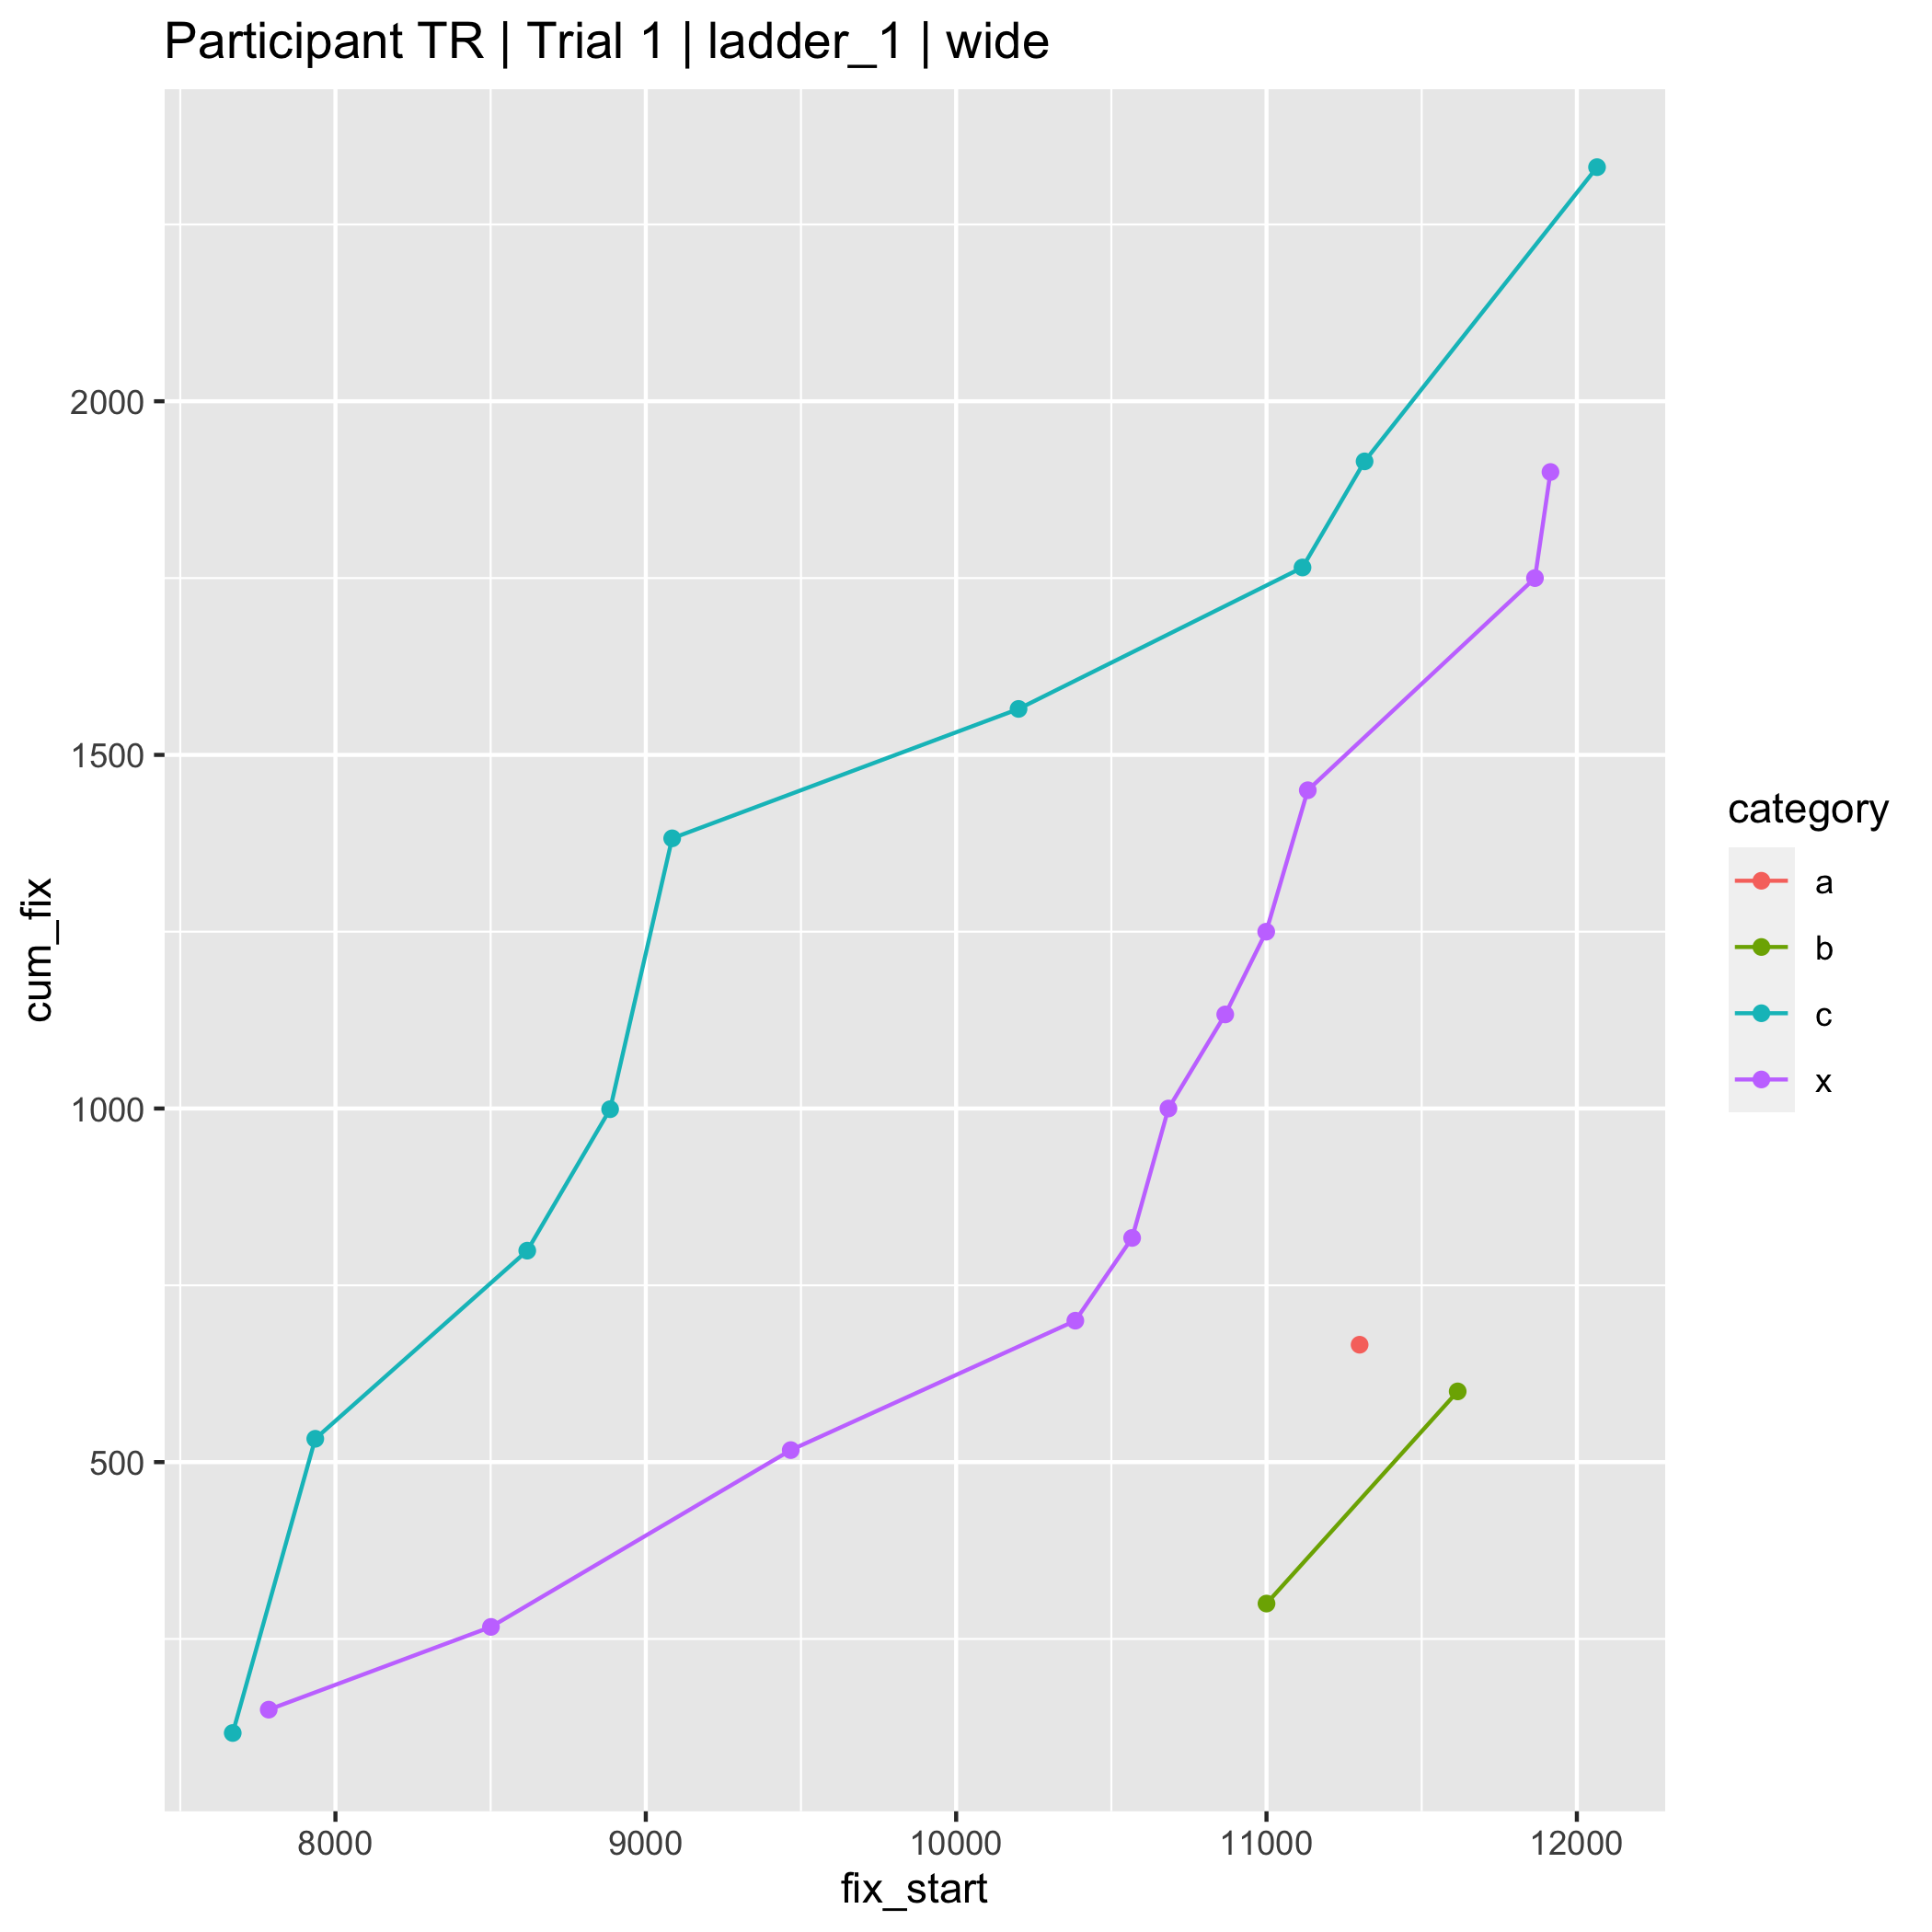 Participant TR | Trial 1 | ladder_1 | wide
2000
1500
1000
500
cum_fix
8000 9000 10000 11000 12000
fix_start
category
a
b
c
x